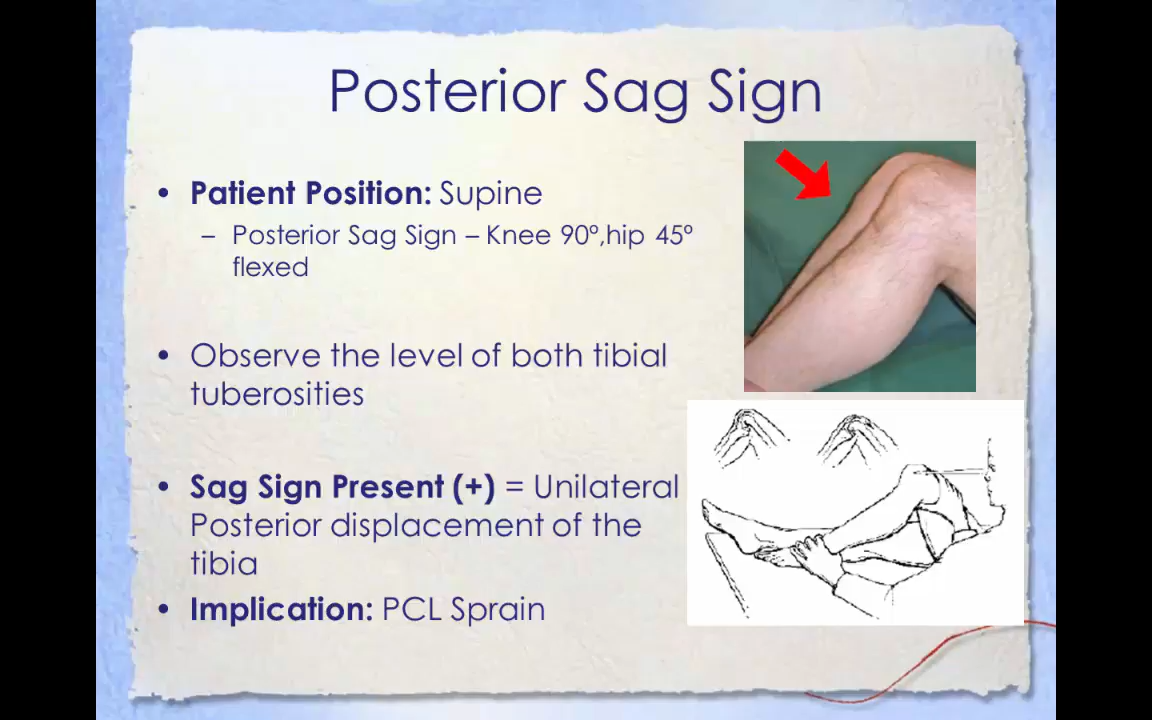 Posterior Sag Sign
• Patient Position: Supine
– Posterior Sag Sign – Knee 90º,hip 45º
flexed
• Observe the level of both tibial
tuberosities
• Sag Sign Present (+) = Unilateral
Posterior displacement of the
tibia
• Implication: PCL Sprain